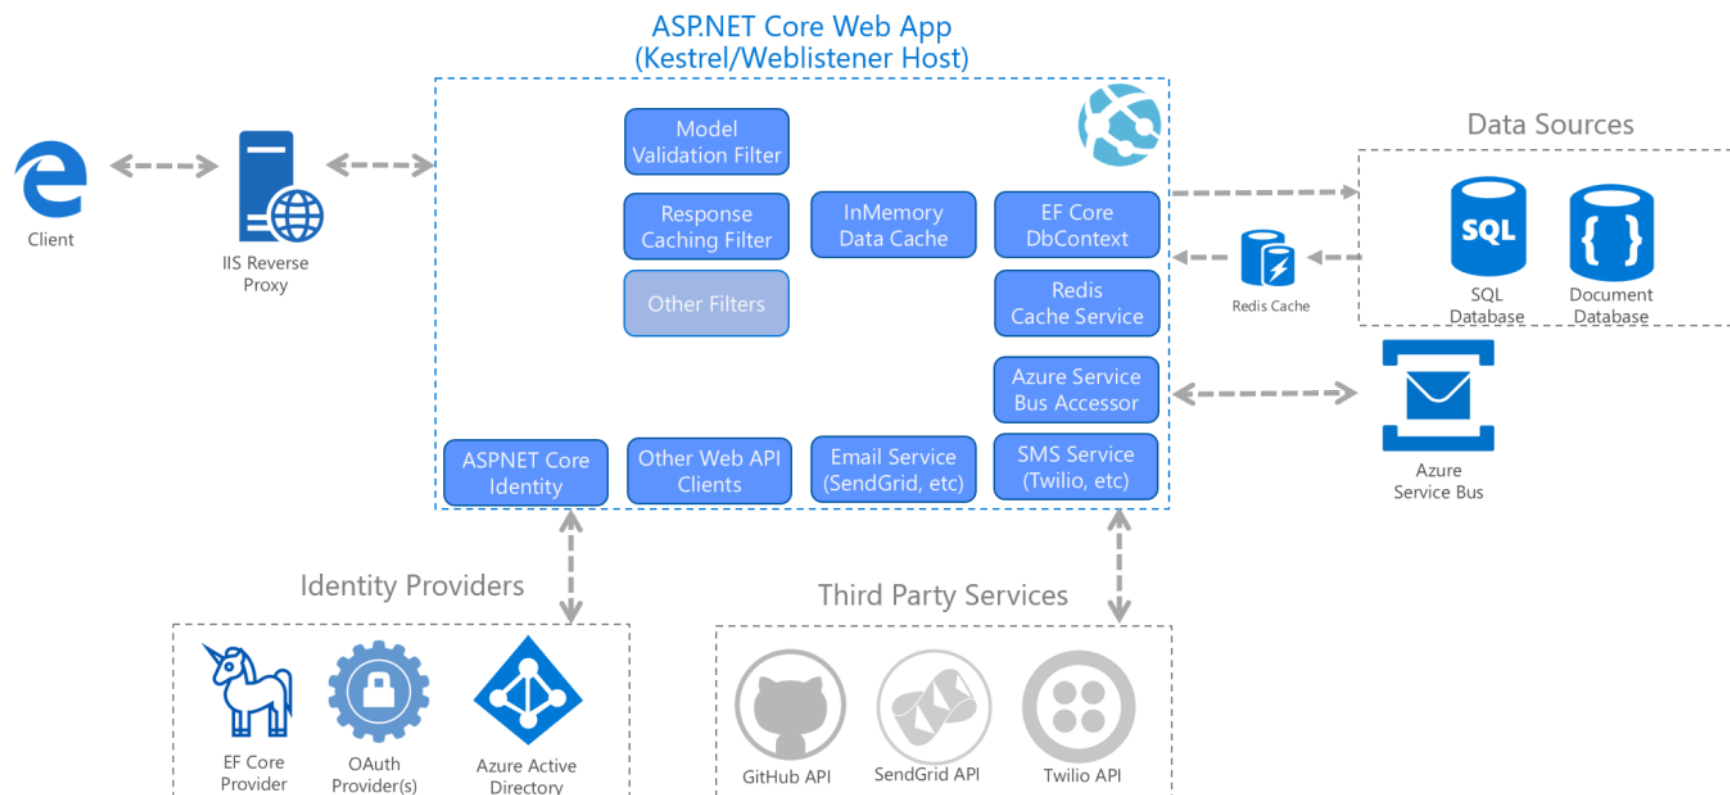 ASP.NET Core Web App
(Kestrel/Weblistener Host)
Model
Validation Filter
Response
Caching Filter
Other Filters
InMemory
Data Cache
EF Core
DbContext
Redis
Cache Service
Azure Service
Bus Accessor
ASPNET Core
Identity
Other Web API
Clients
Email Service
(SendGrid, etc)
SMS Service
(Twilio, etc)
Client
IIS Reverse
Proxy
Data Sources
SQL
SQL
Database
{ }
Document
Database
Redis Cache
Azure
Service Bus
Identity Providers
EF Core
Provider
OAuth
Provider(s)
Azure Active
Directory
Third Party Services
GitHub API
SendGrid API
Twilio API